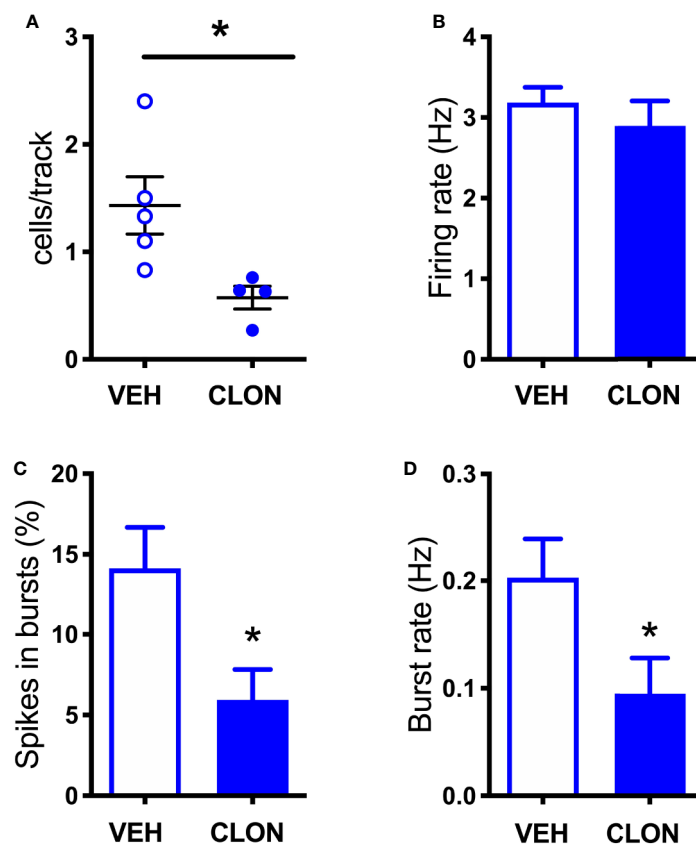 A
cells/track
3
2
1
0
*
VEH CLON
B
Firing rate (Hz)
4
3
2
1
0
VEH CLON
C
Spikes in bursts (%)
20
15
10
5
0
*
VEH CLON
D
Burst rate (Hz)
0.3
0.2
0.1
0.0
*
VEH CLON